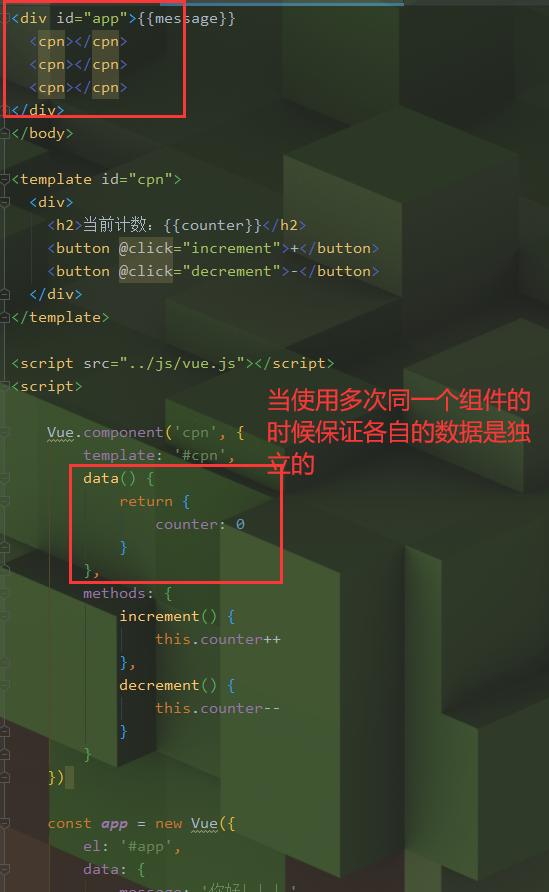 <div id="app">{{message}}
<cpn></cpn>
<cpn></cpn>
<cpn></cpn>
</div>
</body>
<template id="cpn">
<div>
<h2>当前计数：{{counter}}</h2>
<button @click="increment">+</button>
<button @click="decrement">-</button>
</div>
</template>
<script src="../js/vue.js"></script>
<script>
当使用多次同一个组件的
时候保证各自的数据是独
立的
Vue.component('cpn', {
template: '#cpn',
data() {
return {
counter: 0
}
},
methods: {
increment() {
this.counter++
},
decrement() {
this.counter--
}
}
})
const app = new Vue({
el: '#app',
data: {
message: '你好!!!!'